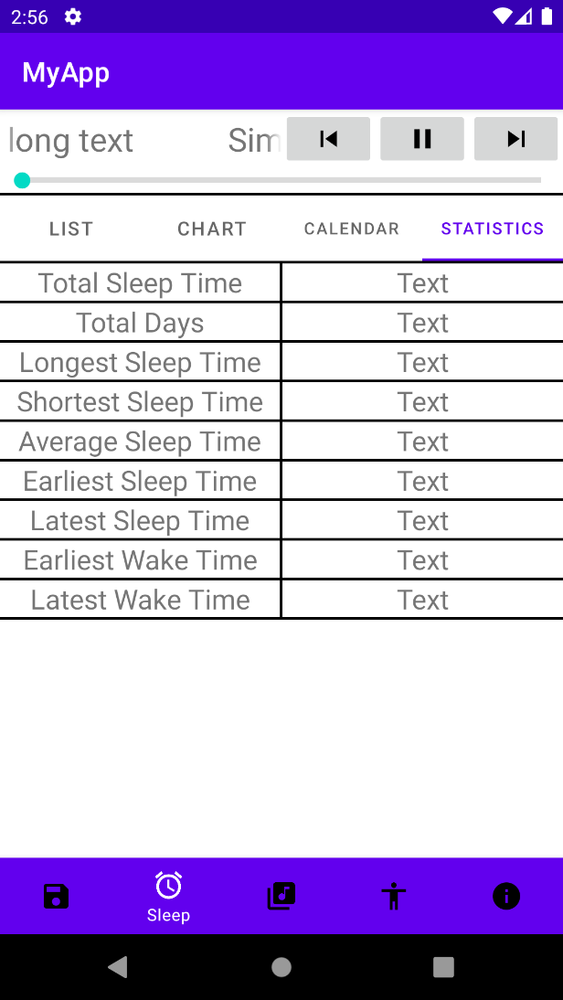 2:56
MyApp
long text Sim
LIST CHART CALENDAR STATISTICS
Total Sleep Time Text
Total Days Text
Longest Sleep Time Text
Shortest Sleep Time Text
Average Sleep Time Text
Earliest Sleep Time Text
Latest Sleep Time Text
Earliest Wake Time Text
Latest Wake Time Text
Sleep